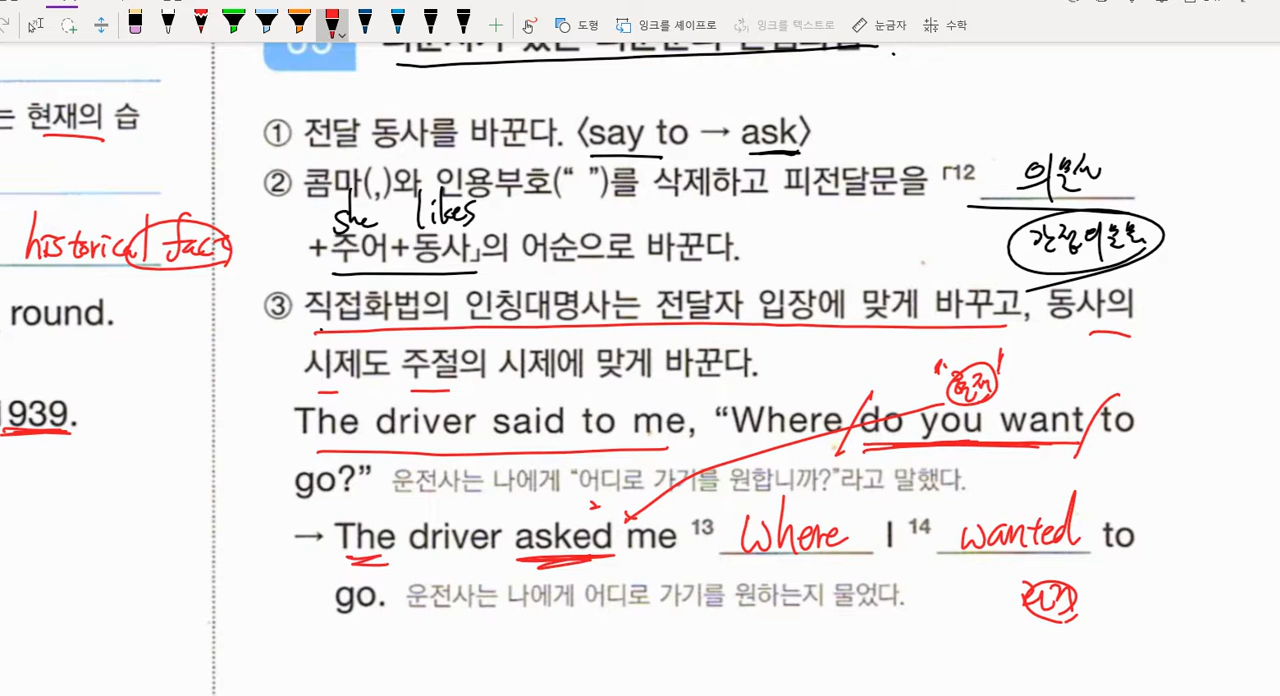 도형 잉크를 셰이프로 잉크를 텍스트로 눈금자 수학
① 전달 동사를 바꾼다. 〈say to → ask〉
는 현재의 습
② 콤마(,)와 인용부호(“ ”)를 삭제하고 피전달문을 「12 의문사
she likes
+주어+동사」의 어순으로 바꾼다.
간접의문문
historical fact
③ 직접화법의 인칭대명사는 전달자 입장에 맞게 바꾸고, 동사의
round.
시제도 주절의 시제에 맞게 바꾼다.
1939.
The driver said to me, “Where do you want to
go?” 운전사는 나에게 “어디로 가기를 원합니까?”라고 말했다.
→ The driver asked me 13 where I 14 wanted to
go. 운전사는 나에게 어디로 가기를 원하는지 물었다.